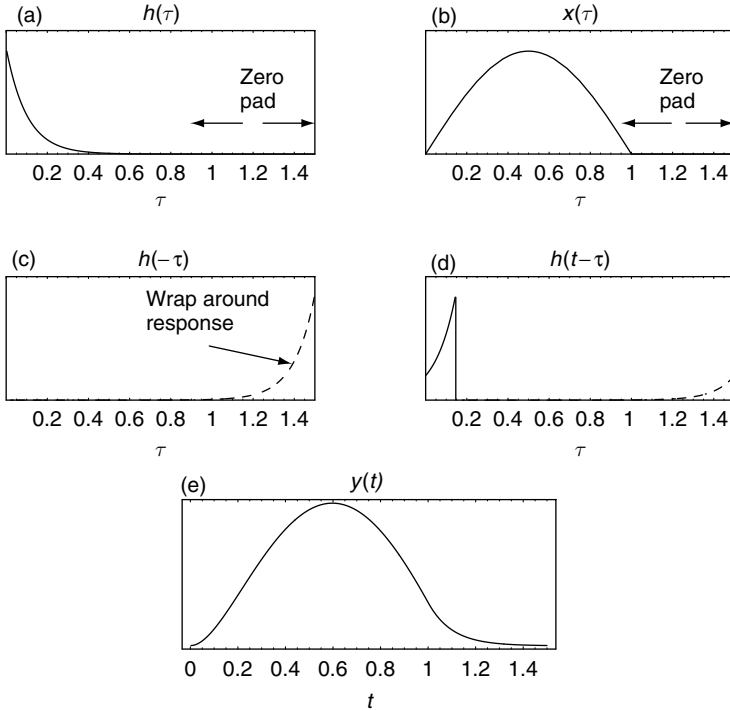 (a)
h(τ)
Zero
pad
0.2 0.4 0.6 0.8 1 1.2 1.4
τ
(b)
x(τ)
Zero
pad
0.2 0.4 0.6 0.8 1 1.2 1.4
τ
(c)
h(−τ)
Wrap around
response
0.2 0.4 0.6 0.8 1 1.2 1.4
τ
(d)
h(t−τ)
0.2 0.4 0.6 0.8 1 1.2 1.4
τ
(e)
y(t)
0 0.2 0.4 0.6 0.8 1 1.2 1.4
t